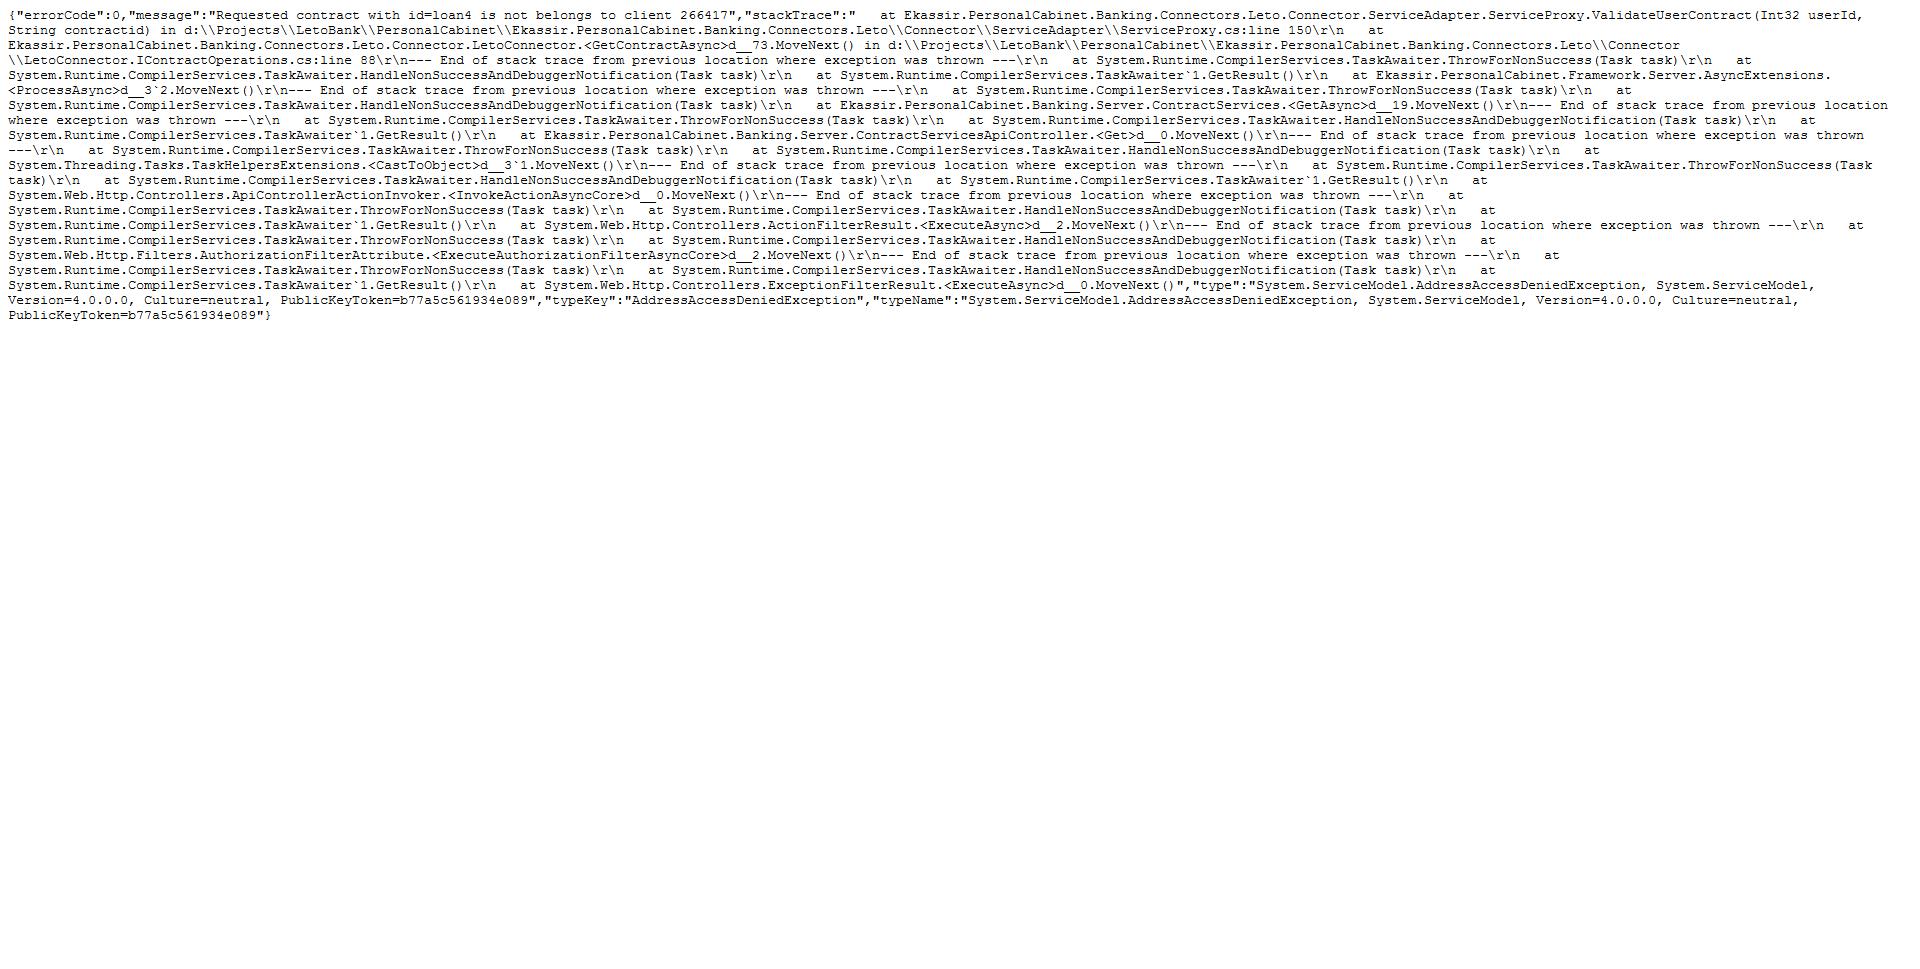 {"errorCode":0,"message":"Requested contract with id=loan4 is not belongs to client 266417","stackTrace":"   at Ekassir.PersonalCabinet.Banking.Connectors.Leto.Connector.ServiceAdapter.ServiceProxy.ValidateUserContract(Int32 userId,
String contractid) in d:\\Projects\\LetoBank\\PersonalCabinet\\Ekassir.PersonalCabinet.Banking.Connectors.Leto\\Connector\\ServiceAdapter\\ServiceProxy.cs:line 150\r\n   at
Ekassir.PersonalCabinet.Banking.Connectors.Leto.Connector.LetoConnector.<GetContractAsync>d__73.MoveNext() in d:\\Projects\\LetoBank\\PersonalCabinet\\Ekassir.PersonalCabinet.Banking.Connectors.Leto\\Connector
\\LetoConnector.IContractOperations.cs:line 88\r\n--- End of stack trace from previous location where exception was thrown ---\r\n   at System.Runtime.CompilerServices.TaskAwaiter.ThrowForNonSuccess(Task task)\r\n   at
System.Runtime.CompilerServices.TaskAwaiter.HandleNonSuccessAndDebuggerNotification(Task task)\r\n   at System.Runtime.CompilerServices.TaskAwaiter`1.GetResult()\r\n   at Ekassir.PersonalCabinet.Framework.Server.AsyncExtensions.
<ProcessAsync>d__3`2.MoveNext()\r\n--- End of stack trace from previous location where exception was thrown ---\r\n   at System.Runtime.CompilerServices.TaskAwaiter.ThrowForNonSuccess(Task task)\r\n   at
System.Runtime.CompilerServices.TaskAwaiter.HandleNonSuccessAndDebuggerNotification(Task task)\r\n   at Ekassir.PersonalCabinet.Banking.Server.ContractServices.<GetAsync>d__19.MoveNext()\r\n--- End of stack trace from previous location
where exception was thrown ---\r\n   at System.Runtime.CompilerServices.TaskAwaiter.ThrowForNonSuccess(Task task)\r\n   at System.Runtime.CompilerServices.TaskAwaiter.HandleNonSuccessAndDebuggerNotification(Task task)\r\n   at
System.Runtime.CompilerServices.TaskAwaiter`1.GetResult()\r\n   at Ekassir.PersonalCabinet.Banking.Server.ContractServicesApiController.<Get>d__0.MoveNext()\r\n--- End of stack trace from previous location where exception was thrown
---\r\n   at System.Runtime.CompilerServices.TaskAwaiter.ThrowForNonSuccess(Task task)\r\n   at System.Runtime.CompilerServices.TaskAwaiter.HandleNonSuccessAndDebuggerNotification(Task task)\r\n   at
System.Threading.Tasks.TaskHelpersExtensions.<CastToObject>d__3`1.MoveNext()\r\n--- End of stack trace from previous location where exception was thrown ---\r\n   at System.Runtime.CompilerServices.TaskAwaiter.ThrowForNonSuccess(Task
task)\r\n   at System.Runtime.CompilerServices.TaskAwaiter.HandleNonSuccessAndDebuggerNotification(Task task)\r\n   at System.Runtime.CompilerServices.TaskAwaiter`1.GetResult()\r\n   at
System.Web.Http.Controllers.ApiControllerActionInvoker.<InvokeActionAsyncCore>d__0.MoveNext()\r\n--- End of stack trace from previous location where exception was thrown ---\r\n   at
System.Runtime.CompilerServices.TaskAwaiter.ThrowForNonSuccess(Task task)\r\n   at System.Runtime.CompilerServices.TaskAwaiter.HandleNonSuccessAndDebuggerNotification(Task task)\r\n   at
System.Runtime.CompilerServices.TaskAwaiter`1.GetResult()\r\n   at System.Web.Http.Controllers.ActionFilterResult.<ExecuteAsync>d__2.MoveNext()\r\n--- End of stack trace from previous location where exception was thrown ---\r\n   at
System.Runtime.CompilerServices.TaskAwaiter.ThrowForNonSuccess(Task task)\r\n   at System.Runtime.CompilerServices.TaskAwaiter.HandleNonSuccessAndDebuggerNotification(Task task)\r\n   at
System.Web.Http.Filters.AuthorizationFilterAttribute.<ExecuteAuthorizationFilterAsyncCore>d__2.MoveNext()\r\n--- End of stack trace from previous location where exception was thrown ---\r\n   at
System.Runtime.CompilerServices.TaskAwaiter.ThrowForNonSuccess(Task task)\r\n   at System.Runtime.CompilerServices.TaskAwaiter.HandleNonSuccessAndDebuggerNotification(Task task)\r\n   at
System.Runtime.CompilerServices.TaskAwaiter`1.GetResult()\r\n   at System.Web.Http.Controllers.ExceptionFilterResult.<ExecuteAsync>d__0.MoveNext()","type":"System.ServiceModel.AddressAccessDeniedException, System.ServiceModel,
Version=4.0.0.0, Culture=neutral, PublicKeyToken=b77a5c561934e089","typeKey":"AddressAccessDeniedException","typeName":"System.ServiceModel.AddressAccessDeniedException, System.ServiceModel, Version=4.0.0.0, Culture=neutral,
PublicKeyToken=b77a5c561934e089"}